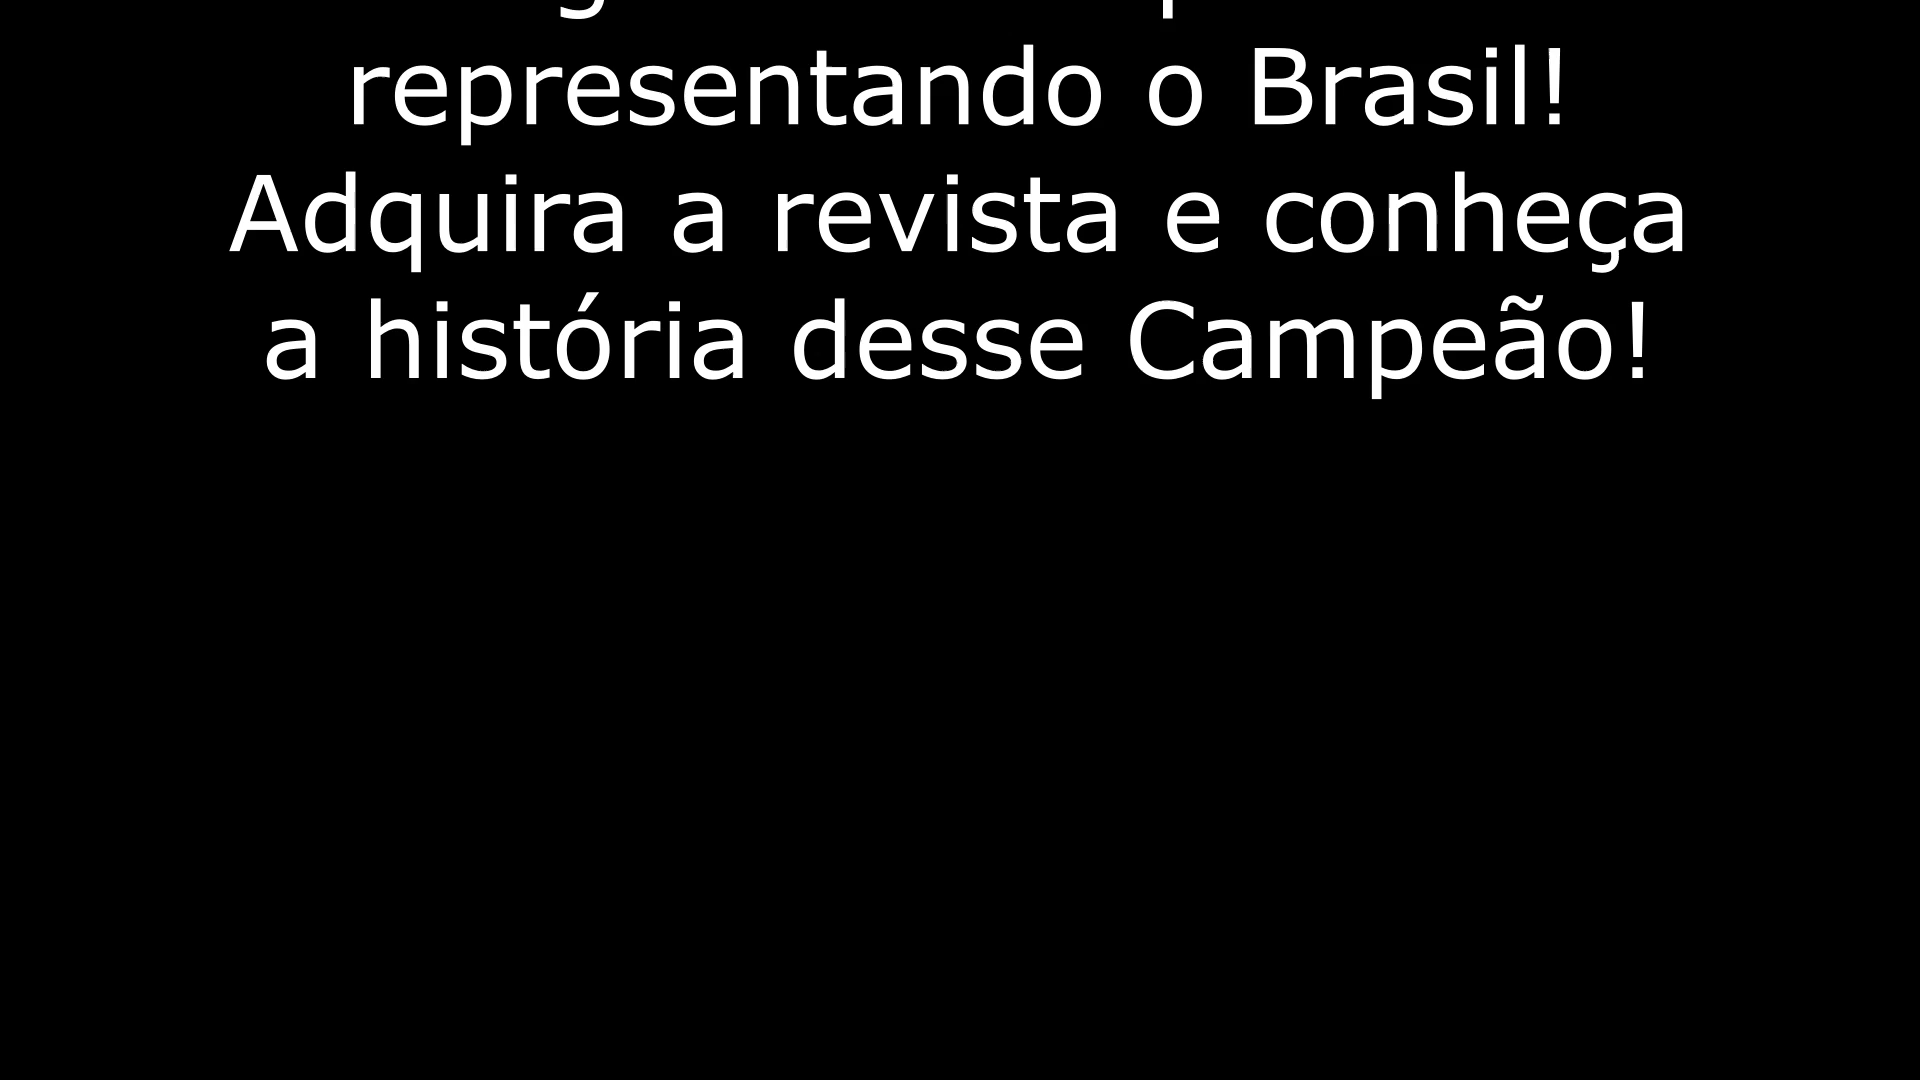 representando o Brasil!
Adquira a revista e conheça
a história desse Campeão!